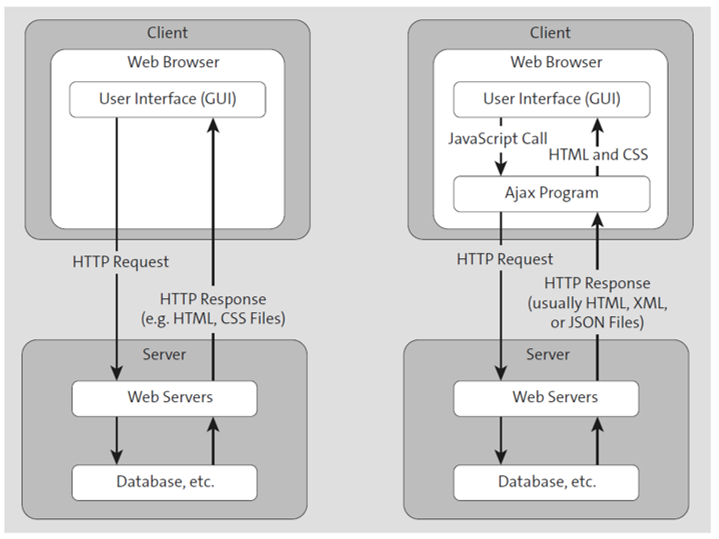 Client
Web Browser
User Interface (GUI)
HTTP Request
HTTP Response
(e.g. HTML, CSS Files)
Server
Web Servers
Database, etc.
Client
Web Browser
User Interface (GUI)
JavaScript Call
HTML and CSS
Ajax Program
HTTP Request
HTTP Response
(usually HTML, XML,
or JSON Files)
Server
Web Servers
Database, etc.